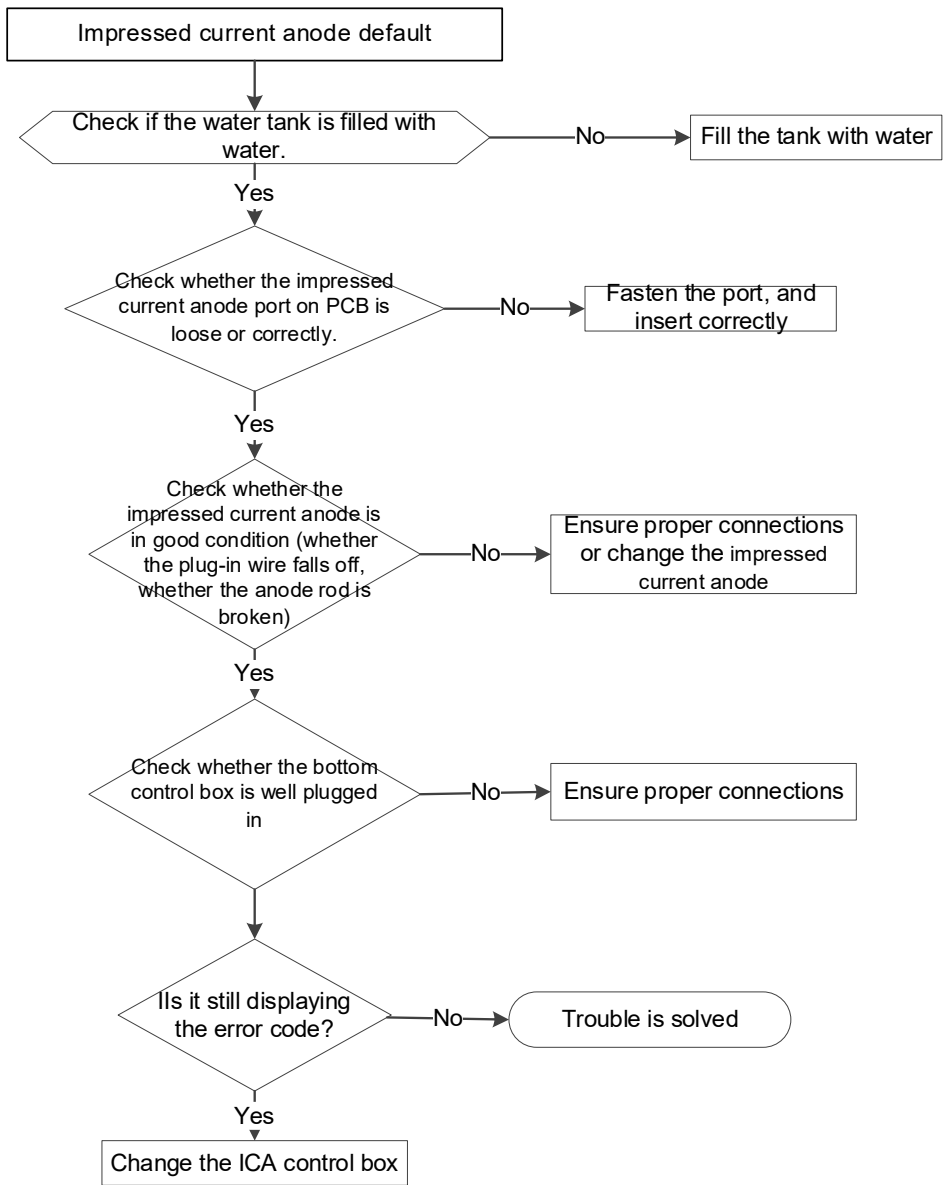 Impressed current anode default
Check if the water tank is filled with
water.
No
Fill the tank with water
Yes
Check whether the impressed
current anode port on PCB is
loose or correctly.
No
Fasten the port, and
insert correctly
Yes
Check whether the
impressed current anode is
in good condition (whether
the plug-in wire falls off,
whether the anode rod is
broken)
No
Ensure proper connections
or change the impressed
current anode
Yes
Check whether the bottom
control box is well plugged
in
No
Ensure proper connections
IIs it still displaying
the error code?
No
Trouble is solved
Yes
Change the ICA control box